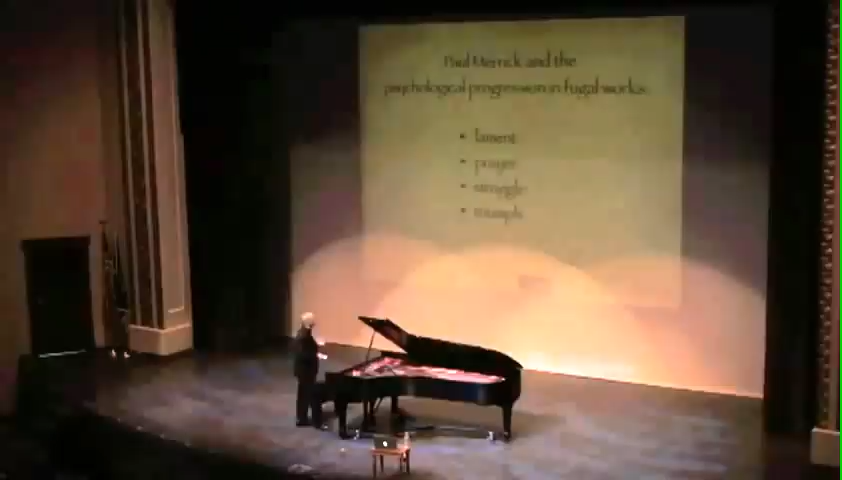 Paul Merrick and the
psychological progression in fugal works:
• lament
• prayer
• struggle
• triumph